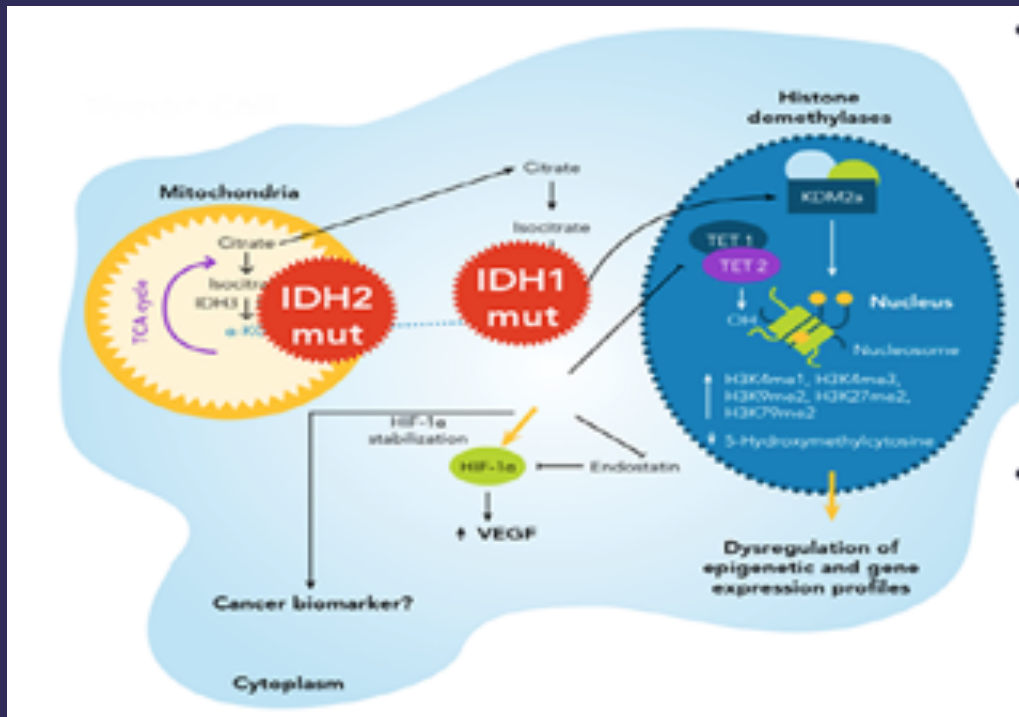 Histone
demethylases
KDM2a
Citrate
Isocitrate
Mitochondria
Citrate
IDH3
TCA cycle
IDH2
mut
IDH1
mut
TET 1
TET 2
OH
Nucleus
Nucleosome
H3K4me1, H3K4me3,
H3K9me2, H3K27me2,
H3K79me2
5-Hydroxymethylcytosine
HIF-1α
stabilization
HIF-1α
Endostatin
VEGF
Cancer biomarker?
Dysregulation of
epigenetic and gene
expression profiles
Cytoplasm